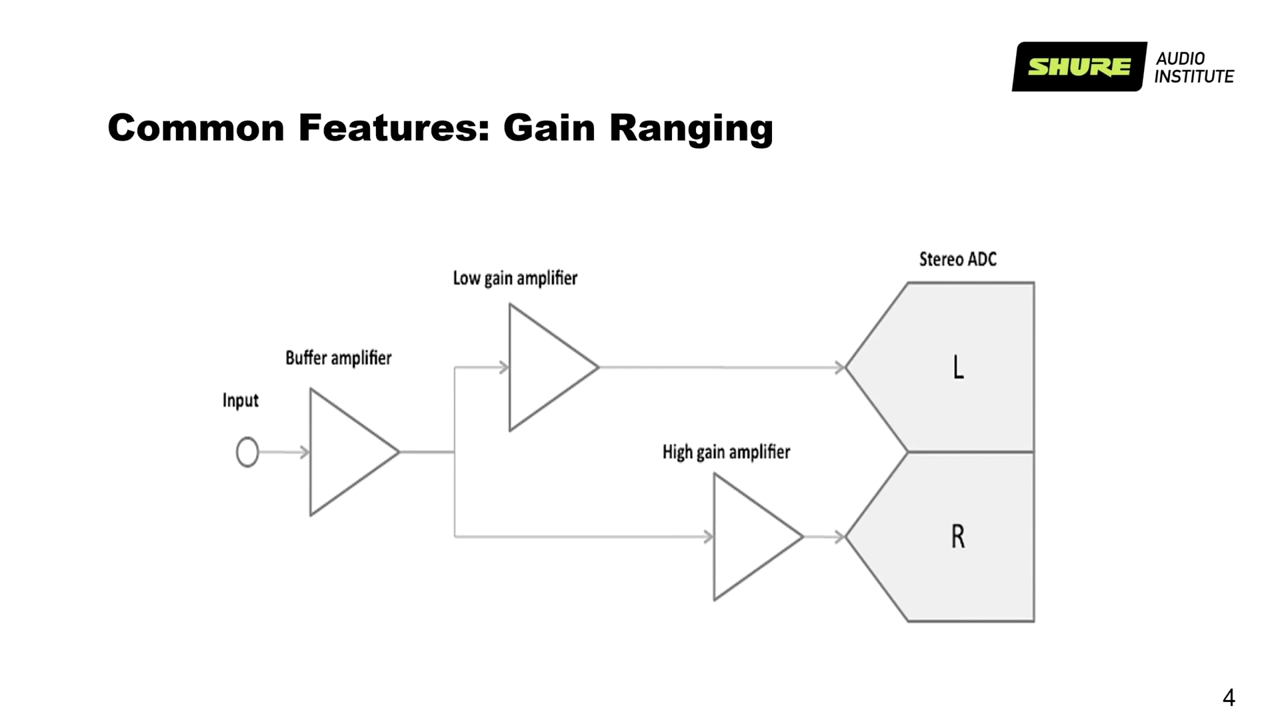 SHURE
AUDIO
INSTITUTE
Common Features: Gain Ranging
Stereo ADC
Low gain amplifier
L
Buffer amplifier
Input
High gain amplifier
R
4